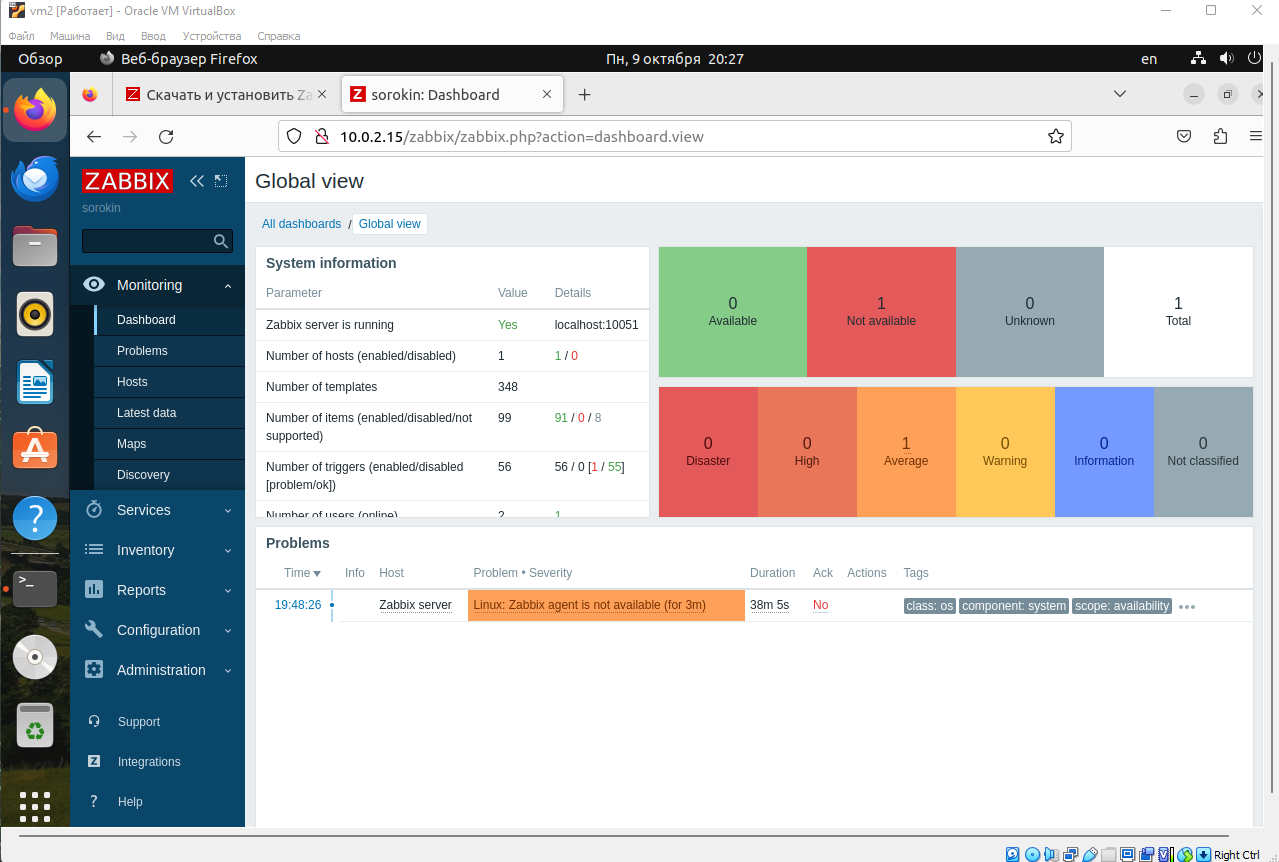 vm2 [Работает] - Oracle VM VirtualBox
Файл Машина Вид Ввод Устройства Справка
Обзор Веб-браузер Firefox Пн, 9 октября 20:27 en
Скачать и установить Za sorokin: Dashboard
10.0.2.15/zabbix/zabbix.php?action=dashboard.view
ZABBIX
sorokin
Monitoring
Dashboard
Problems
Hosts
Latest data
Maps
Discovery
Services
Inventory
Reports
Configuration
Administration
Support
Integrations
Help
Global view
All dashboards / Global view
System information
Parameter Value Details
Zabbix server is running Yes localhost:10051
Number of hosts (enabled/disabled) 1 1 / 0
Number of templates 348
Number of items (enabled/disabled/not supported) 99 91 / 0 / 8
Number of triggers (enabled/disabled [problem/ok]) 56 56 / 0 [1 / 55]
Number of users (online) 2 1
0 1 0 1
Available Not available Unknown Total
0 0 1 0 0 0
Disaster High Average Warning Information Not classified
Problems
Time Info Host Problem • Severity Duration Ack Actions Tags
19:48:26 Zabbix server Linux: Zabbix agent is not available (for 3m) 38m 5s No class: os component: system scope: availability
Right Ctrl